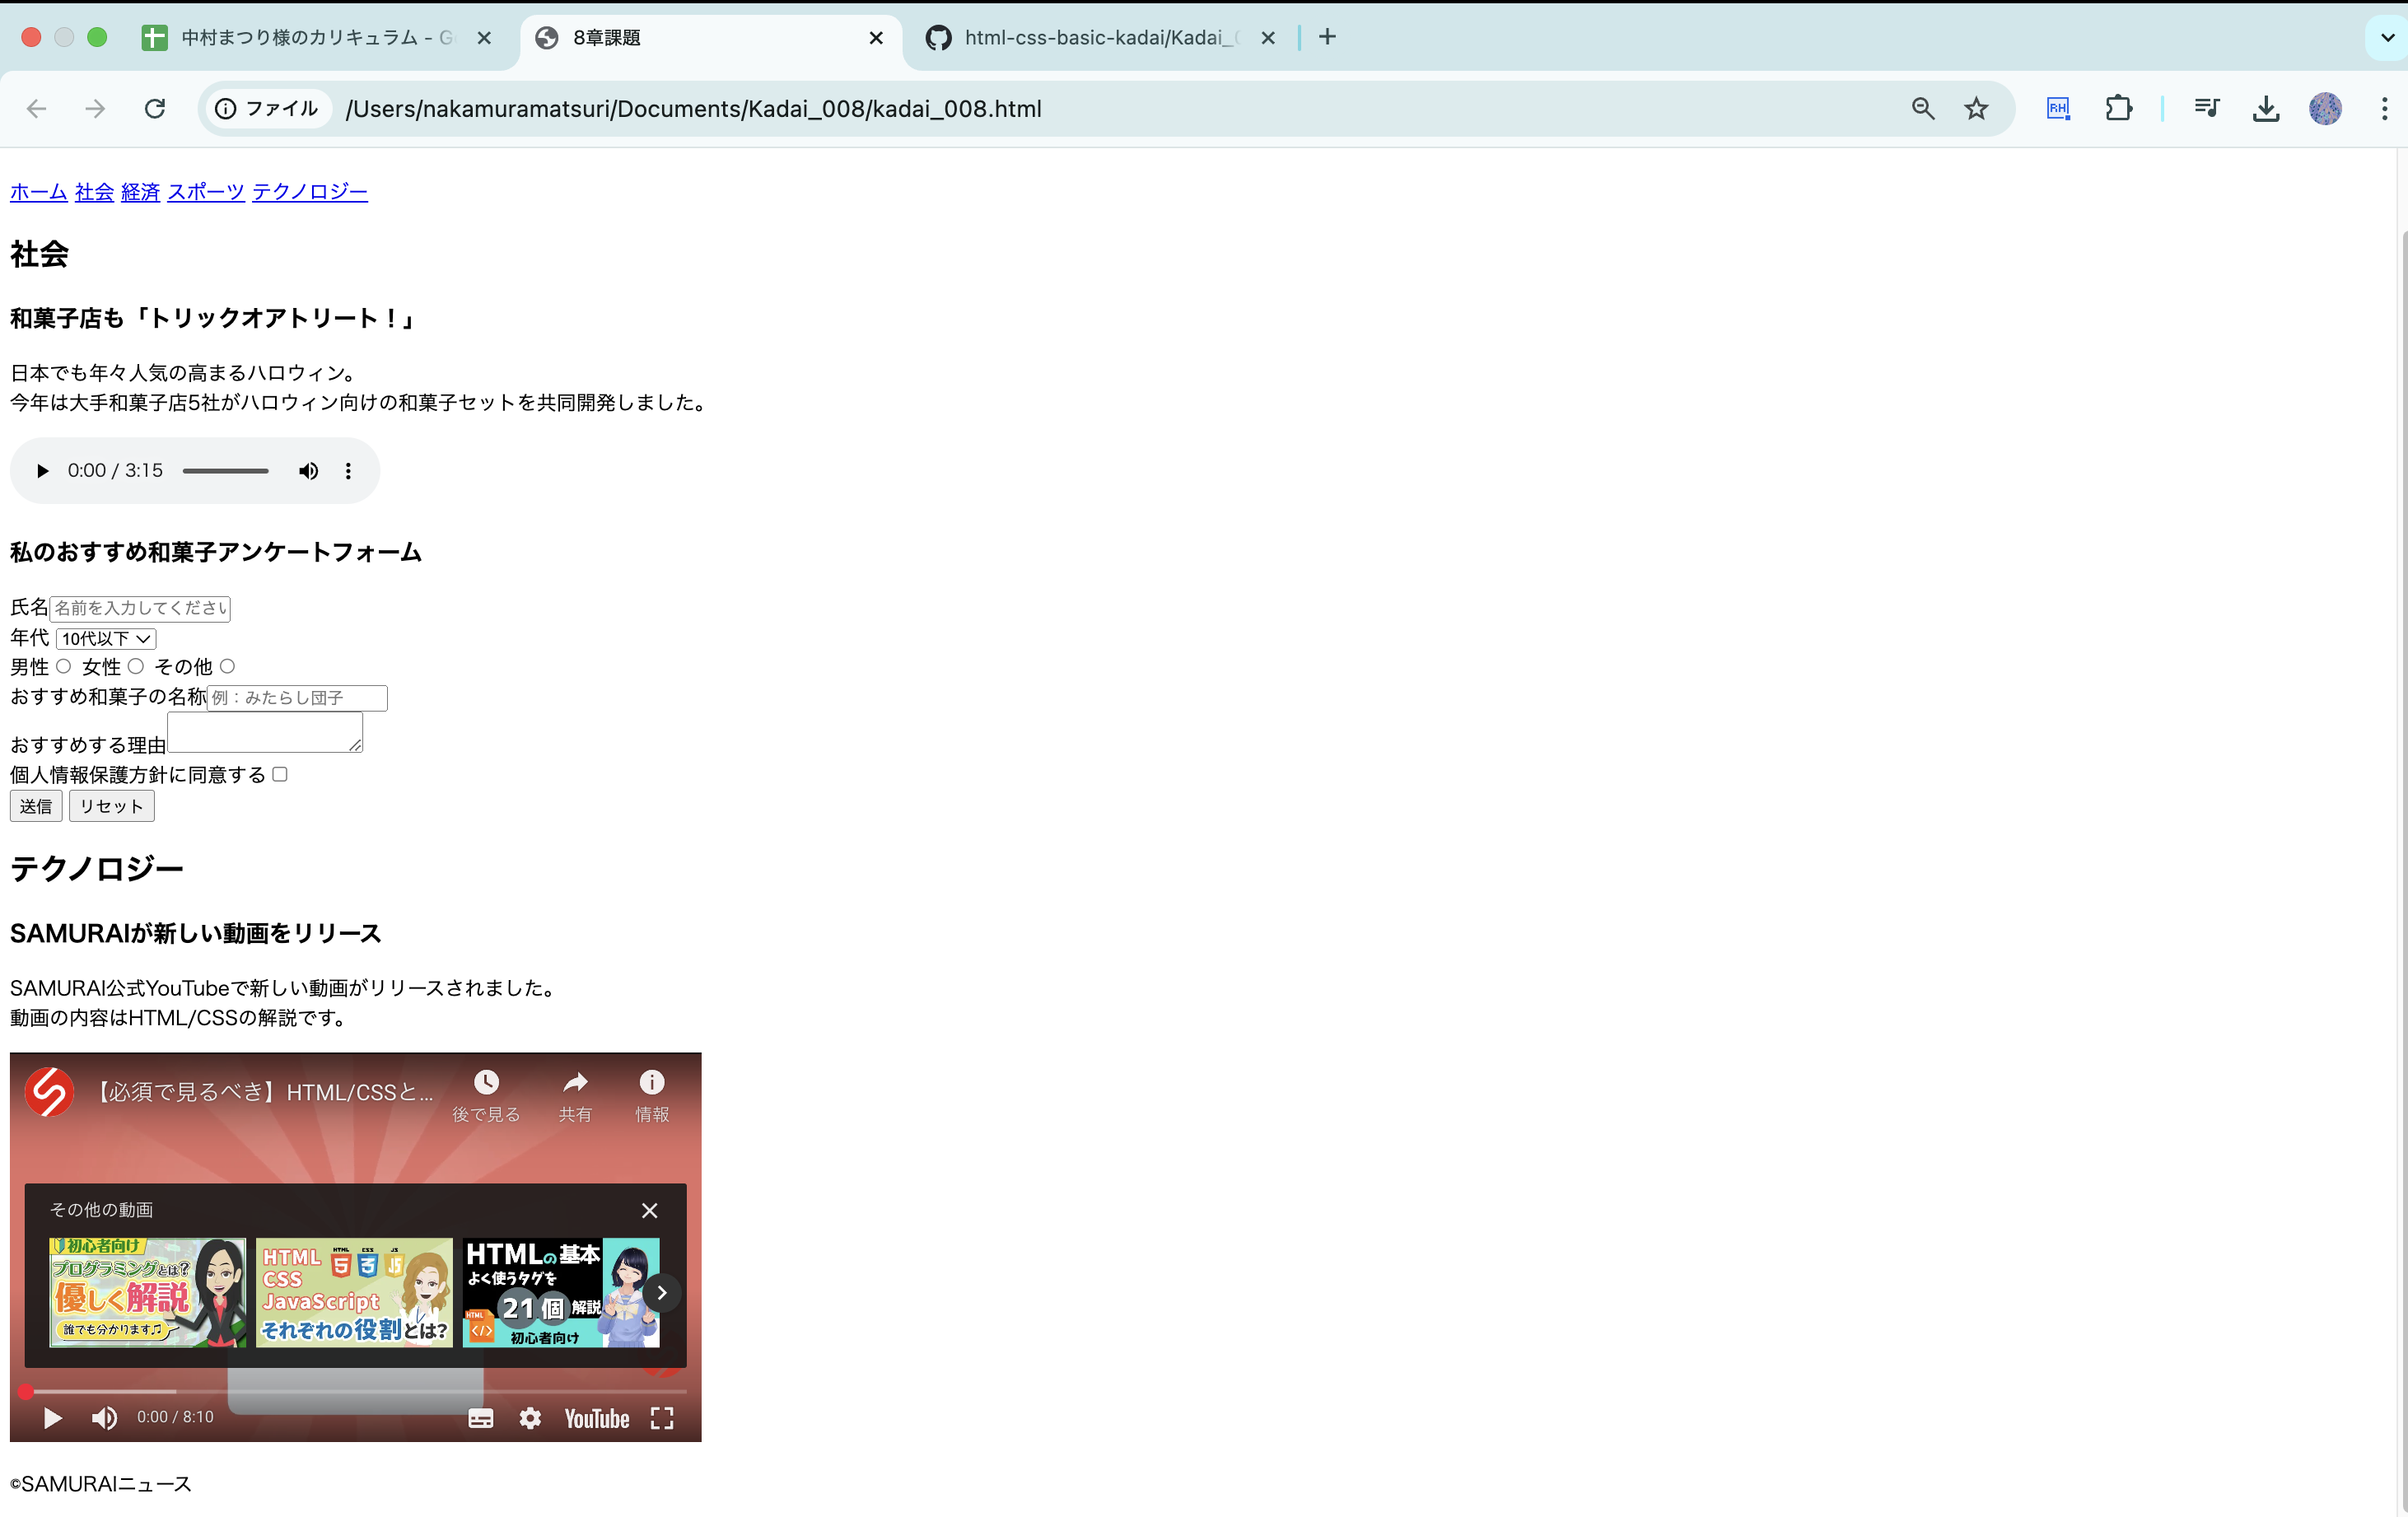 中村まつり様のカリキュラム - G
8章課題
html-css-basic-kadai/Kadai_
ファイル
/Users/nakamuramatsuri/Documents/Kadai_008/kadai_008.html
RH
ホーム 社会 経済 スポーツ テクノロジー
社会
和菓子店も「トリックオアトリート！」
日本でも年々人気の高まるハロウィン。
今年は大手和菓子店5社がハロウィン向けの和菓子セットを共同開発しました。
0:00 / 3:15
私のおすすめ和菓子アンケートフォーム
氏名 名前を入力してください
年代 10代以下
男性 女性 その他
おすすめ和菓子の名称 例：みたらし団子
おすすめする理由
個人情報保護方針に同意する
送信 リセット
テクノロジー
SAMURAIが新しい動画をリリース
SAMURAI公式YouTubeで新しい動画がリリースされました。
動画の内容はHTML/CSSの解説です。
【必須で見るべき】HTML/CSSと...
後で見る 共有 情報
その他の動画
初心者向け
プログラミングとは?
優しく解説
誰でも分かります♫
HTML
CSS
JavaScript
HTML CSS JS
5 3 JS
それぞれの役割とは?
HTMLの基本
よく使うタグを
21個解説
HTML
</>
初心者向け
0:00 / 8:10
YouTube
©SAMURAIニュース